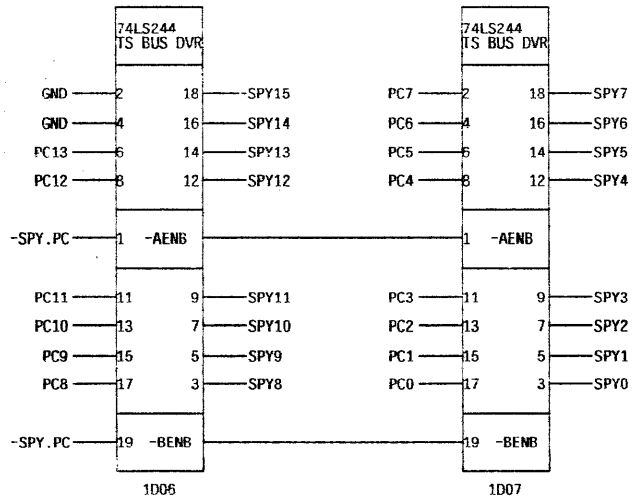 74LS244 74LS244
TS BUS DVR TS BUS DVR
GND 2 18 SPY15 PC7 2 18 SPY7
GND 4 16 SPY14 PC6 4 16 SPY6
PC13 6 14 SPY13 PC5 6 14 SPY5
PC12 8 12 SPY12 PC4 8 12 SPY4
-SPY.PC 1 -AENB 1 -AENB
PC11 11 9 SPY11 PC3 11 9 SPY3
PC10 13 7 SPY10 PC2 13 7 SPY2
PC9 15 5 SPY9 PC1 15 5 SPY1
PC8 17 3 SPY8 PC0 17 3 SPY0
-SPY.PC 19 -BENB 19 -BENB
1D06 1D07